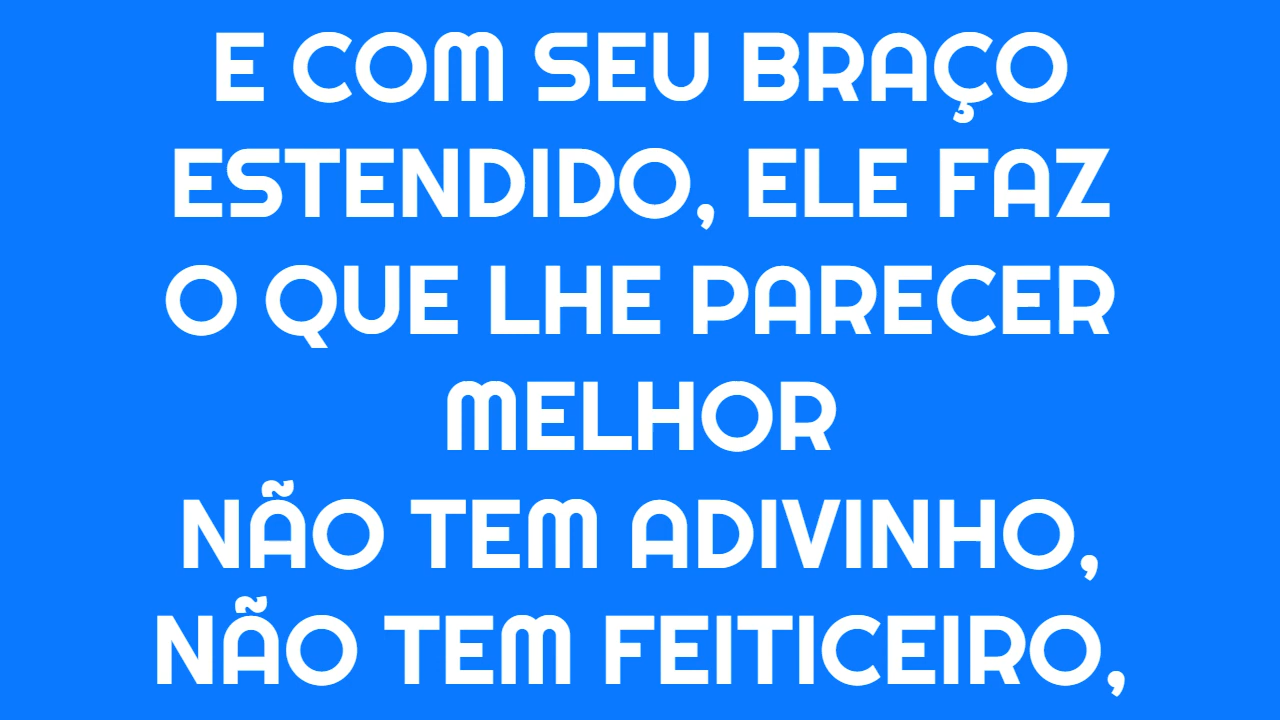 E COM SEU BRAÇO
ESTENDIDO, ELE FAZ
O QUE LHE PARECER
MELHOR
NÃO TEM ADIVINHO,
NÃO TEM FEITICEIRO,